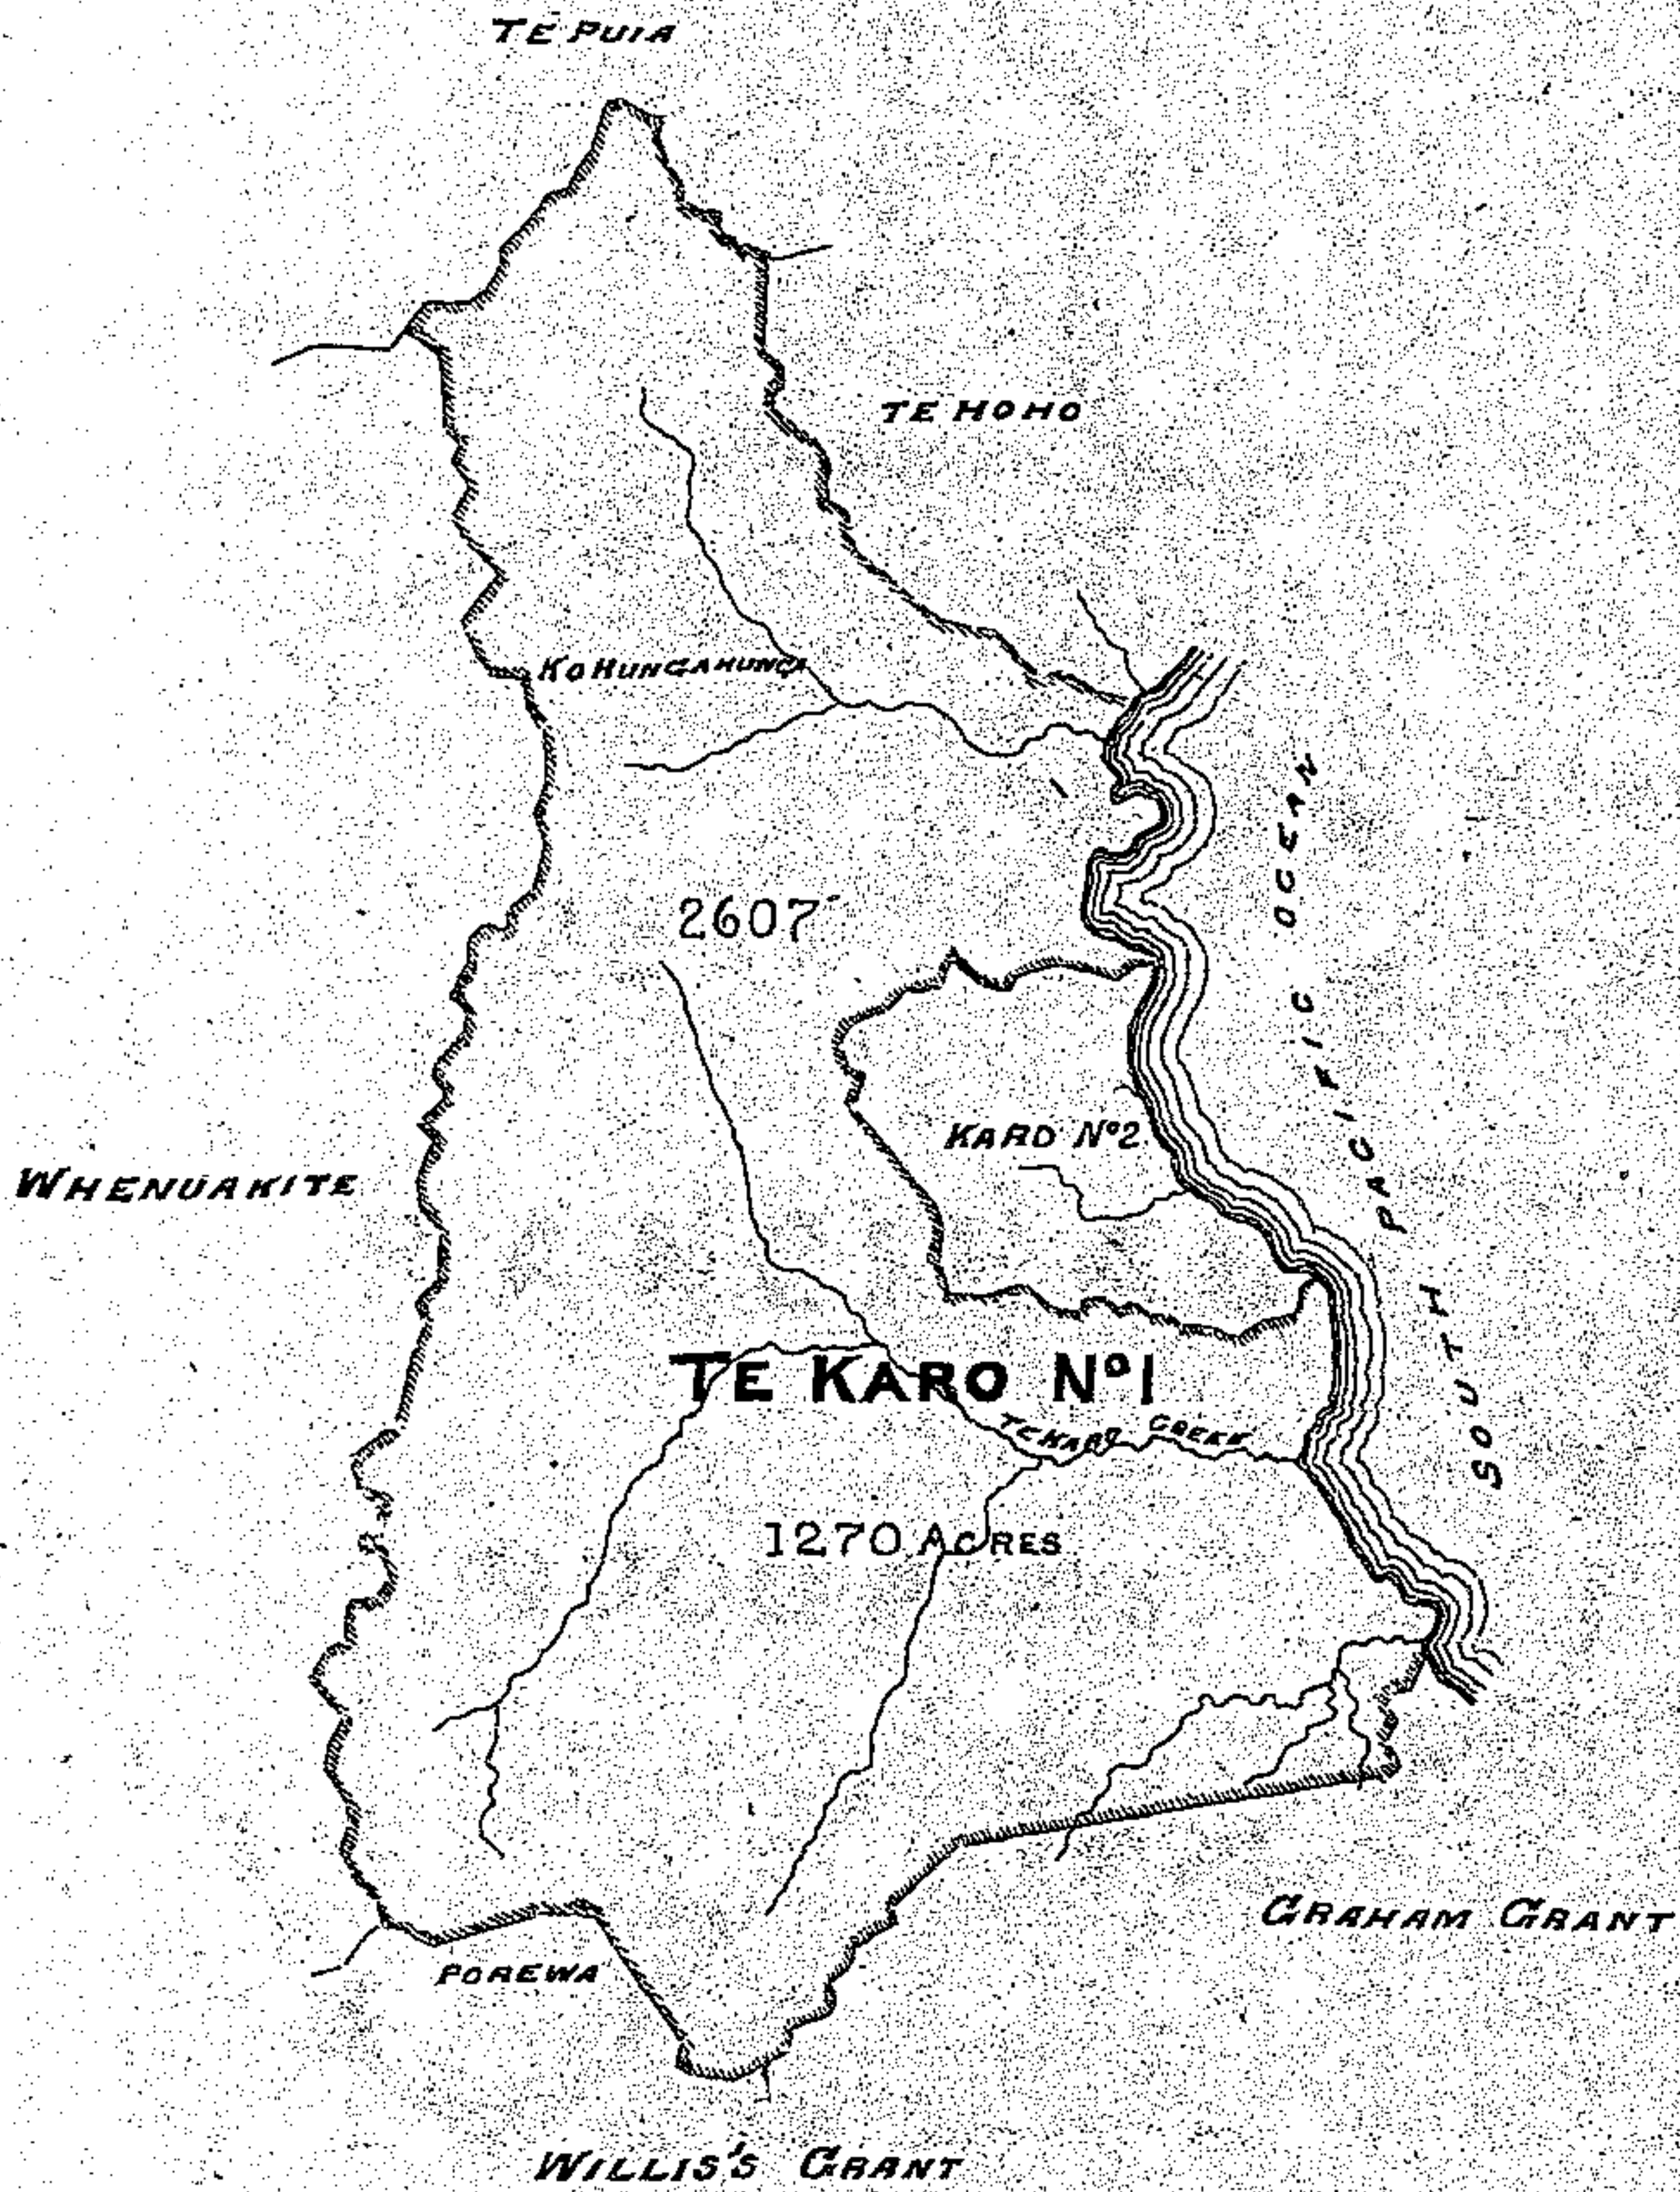 TE PUIA
TE HOHO
KOHUNGAHUNGA
SOUTH PACIFIC OCEAN
2607
KARO Nº2
WHENUAKITE
TE KARO Nº1
TE KARO CREEK
1270 ACRES
GRAHAM GRANT
POREWA
WILLIS'S GRANT